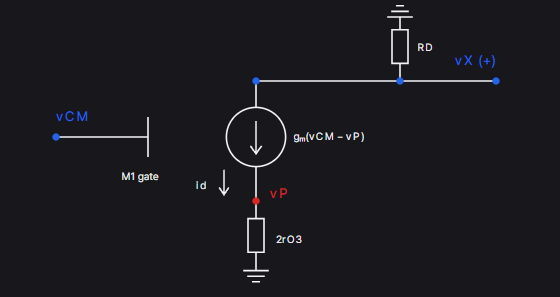 RD
vX (+)
vCM
gm(vCM – vP)
M1 gate
Id
vP
2rO3